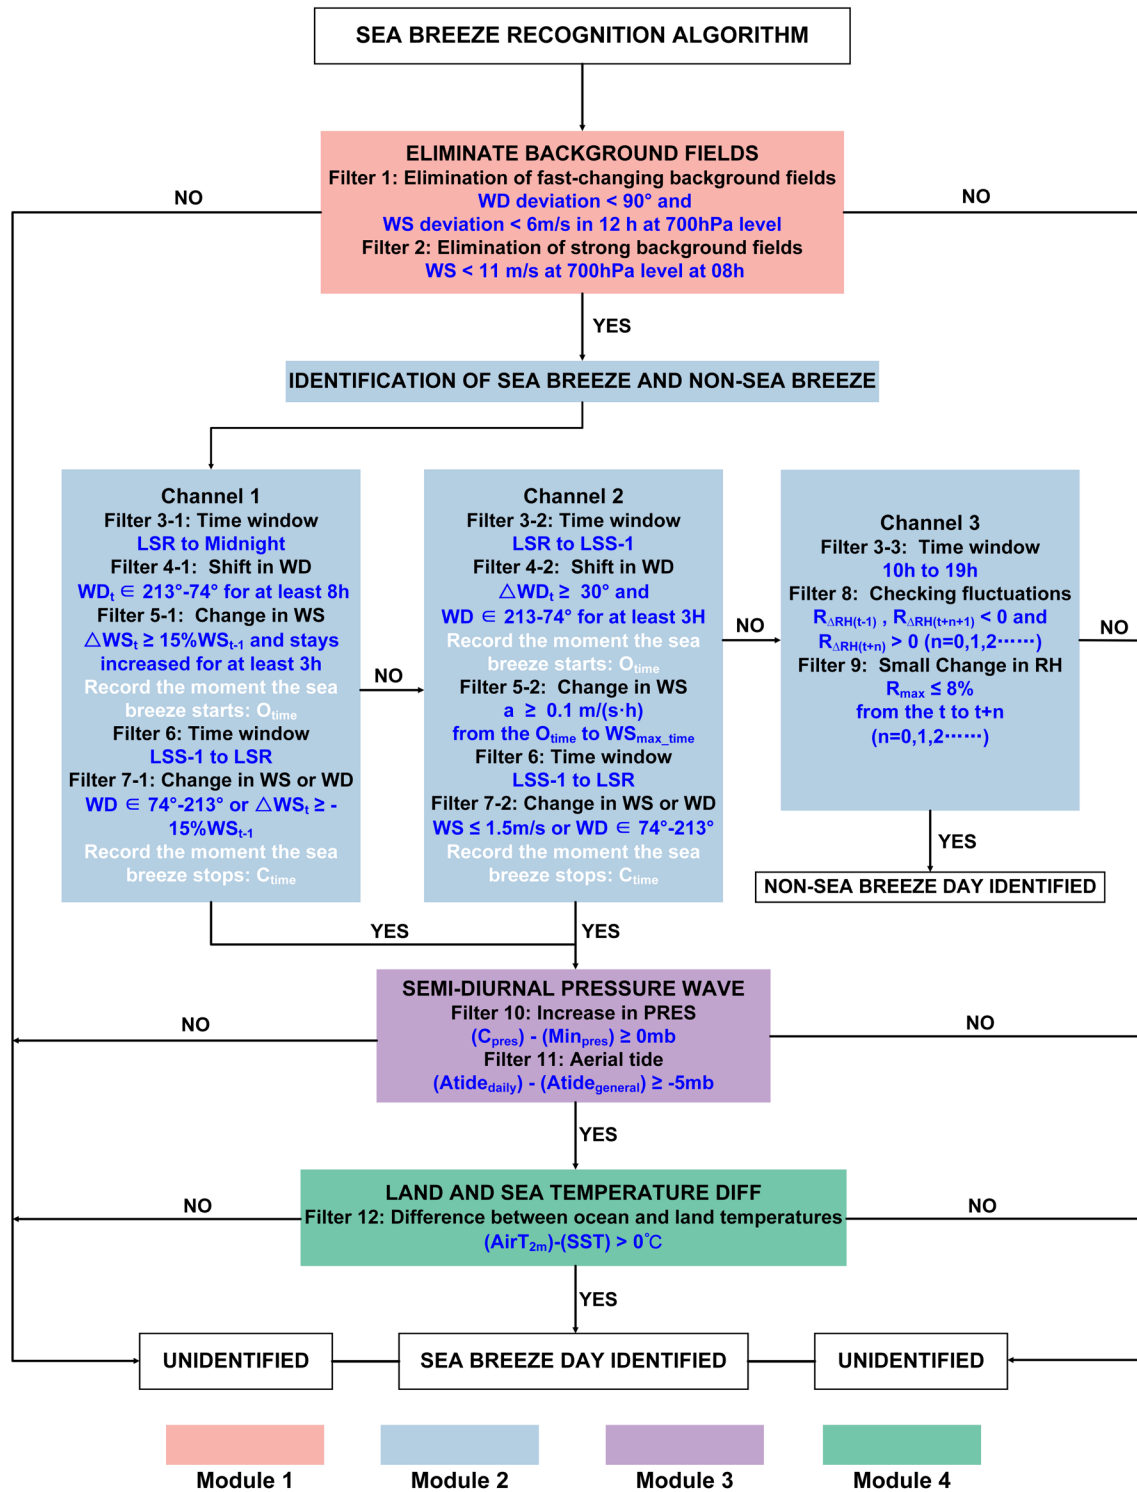 SEA BREEZE RECOGNITION ALGORITHM
ELIMINATE BACKGROUND FIELDS
Filter 1: Elimination of fast-changing background fields
WD deviation < 90° and
WS deviation < 6m/s in 12 h at 700hPa level
Filter 2: Elimination of strong background fields
WS < 11 m/s at 700hPa level at 08h
NO
NO
YES
IDENTIFICATION OF SEA BREEZE AND NON-SEA BREEZE
Channel 1
Filter 3-1: Time window
LSR to Midnight
Filter 4-1: Shift in WD
WDt ∈ 213°-74° for at least 8h
Filter 5-1: Change in WS
△WSt ≥ 15%WSt-1 and stays
increased for at least 3h
Record the moment the sea
breeze starts: Otime
Filter 6: Time window
LSS-1 to LSR
Filter 7-1: Change in WS or WD
WD ∈ 74°-213° or △WSt ≥ -
15%WSt-1
Record the moment the sea
breeze stops: Ctime
NO
Channel 2
Filter 3-2: Time window
LSR to LSS-1
Filter 4-2: Shift in WD
△WDt ≥ 30° and
WD ∈ 213-74° for at least 3H
Record the moment the sea
breeze starts: Otime
Filter 5-2: Change in WS
a ≥ 0.1 m/(s·h)
from the Otime to WSmax_time
Filter 6: Time window
LSS-1 to LSR
Filter 7-2: Change in WS or WD
WS ≤ 1.5m/s or WD ∈ 74°-213°
Record the moment the sea
breeze stops: Ctime
NO
Channel 3
Filter 3-3: Time window
10h to 19h
Filter 8: Checking fluctuations
RΔRH(t-1) , RΔRH(t+n+1) < 0 and
RΔRH(t+n) > 0 (n=0,1,2⋯⋯)
Filter 9: Small Change in RH
Rmax ≤ 8%
from the t to t+n
(n=0,1,2⋯⋯)
NO
YES
NON-SEA BREEZE DAY IDENTIFIED
YES
YES
SEMI-DIURNAL PRESSURE WAVE
Filter 10: Increase in PRES
(Cpres) - (Minpres) ≥ 0mb
Filter 11: Aerial tide
(Atidedaily) - (Atidegeneral) ≥ -5mb
NO
NO
YES
LAND AND SEA TEMPERATURE DIFF
Filter 12: Difference between ocean and land temperatures
(AirT2m)-(SST) > 0℃
NO
NO
YES
UNIDENTIFIED
SEA BREEZE DAY IDENTIFIED
UNIDENTIFIED
Module 1
Module 2
Module 3
Module 4